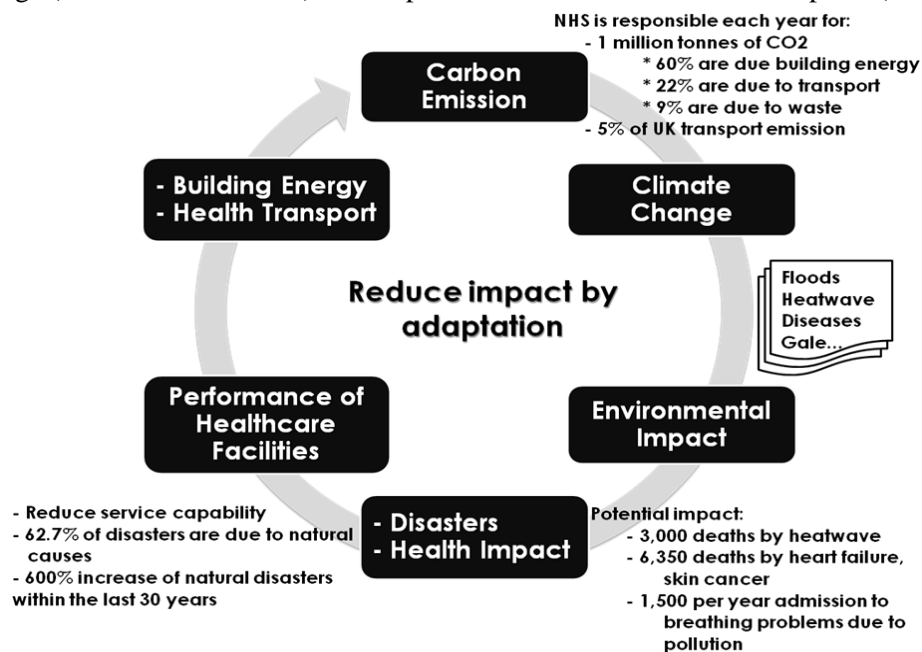 NHS is responsible each year for:
- 1 million tonnes of CO2
* 60% are due building energy
* 22% are due to transport
* 9% are due to waste
- 5% of UK transport emission
Carbon
Emission
Climate
Change
Floods
Heatwave
Diseases
Gale...
Environmental
Impact
Potential impact:
- 3,000 deaths by heatwave
- 6,350 deaths by heart failure,
skin cancer
- 1,500 per year admission to
breathing problems due to
pollution
- Disasters
- Health Impact
Performance of
Healthcare
Facilities
- Reduce service capability
- 62.7% of disasters are due to natural
causes
- 600% increase of natural disasters
within the last 30 years
- Building Energy
- Health Transport
Reduce impact by
adaptation